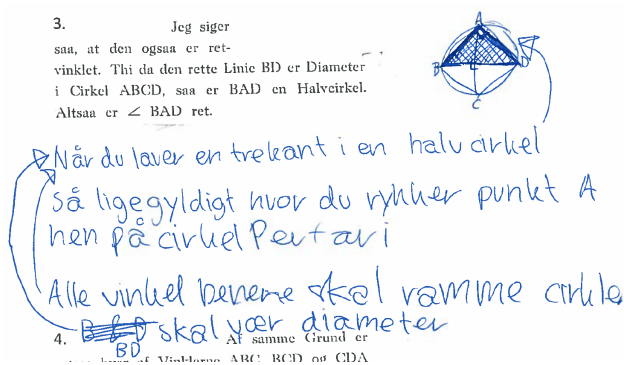 3. Jeg siger
saa, at den ogsaa er ret-
vinklet. Thi da den rette Linie BD er Diameter
i Cirkel ABCD, saa er BAD en Halvcirkel.
Altsaa er ∠ BAD ret.
A
B E D
C
Når du laver en trekant i en halv cirkel
så ligegyldigt hvor du rykker punkt A
hen på cirkel
Alle vinkel benene skal ramme
skal vær diameter
BD
4. Af samme Grund er
af Vinklerne ABC, BCD og CDA